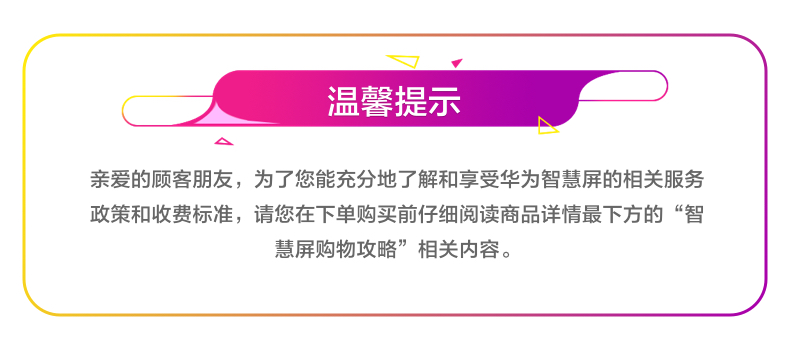 温馨提示
亲爱的顾客朋友，为了您能充分地了解和享受华为智慧屏的相关服务
政策和收费标准，请您在下单购买前仔细阅读商品详情最下方的“智
慧屏购物攻略”相关内容。